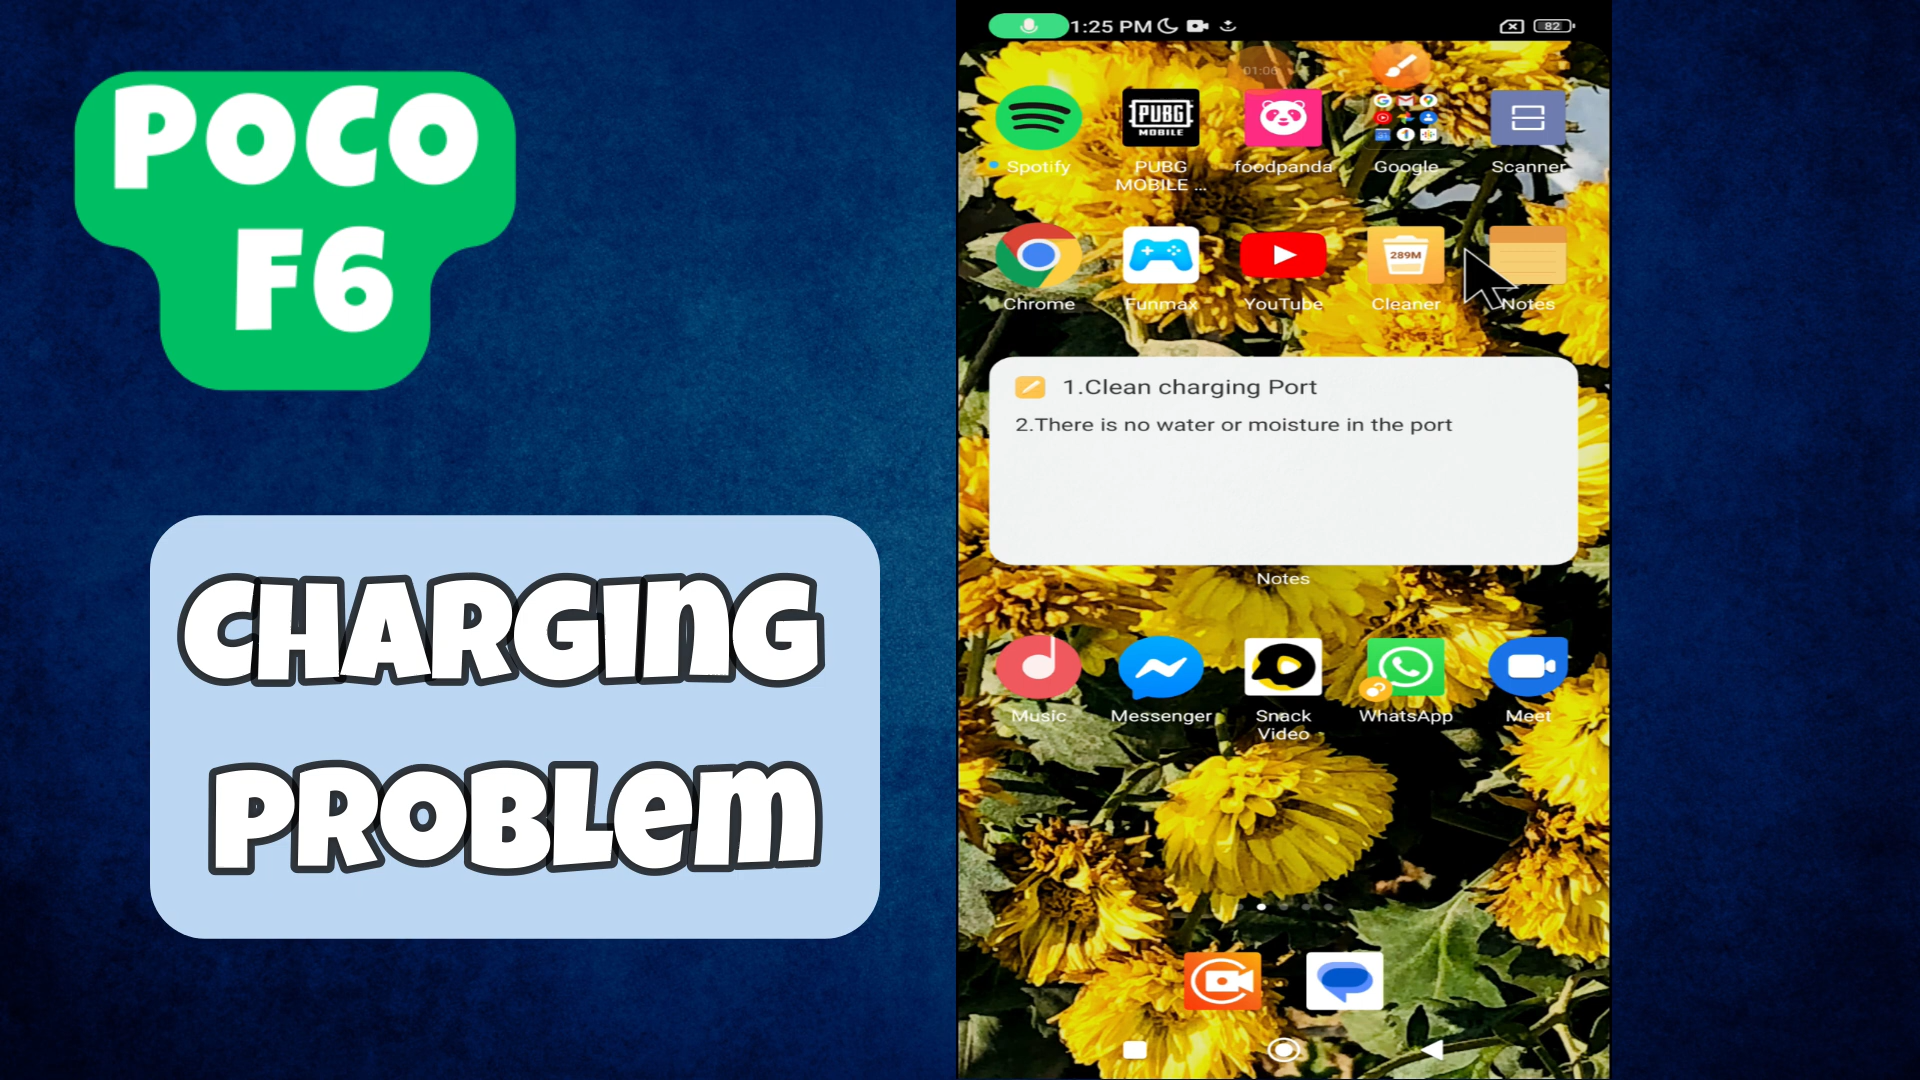 POCO
F6
CHARGING
PROBLEM
1:25 PM
82
01:06
Spotify
PUBG
MOBILE
PUBG
MOBILE ...
foodpanda
Google
Scanner
Chrome
Funmax
YouTube
289M
Cleaner
Notes
1.Clean charging Port
2.There is no water or moisture in the port
Notes
Music
Messenger
Snack
Video
WhatsApp
Meet